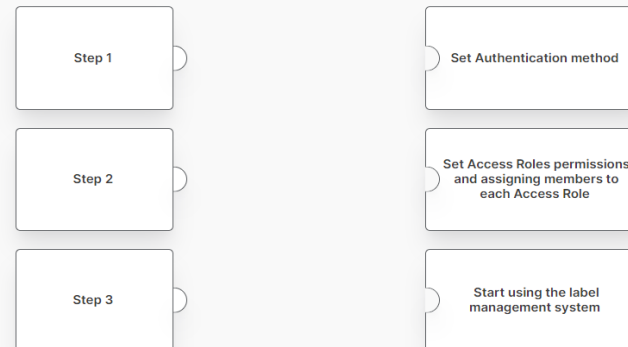 Step 1
Set Authentication method
Step 2
Set Access Roles permissions
and assigning members to
each Access Role
Step 3
Start using the label
management system